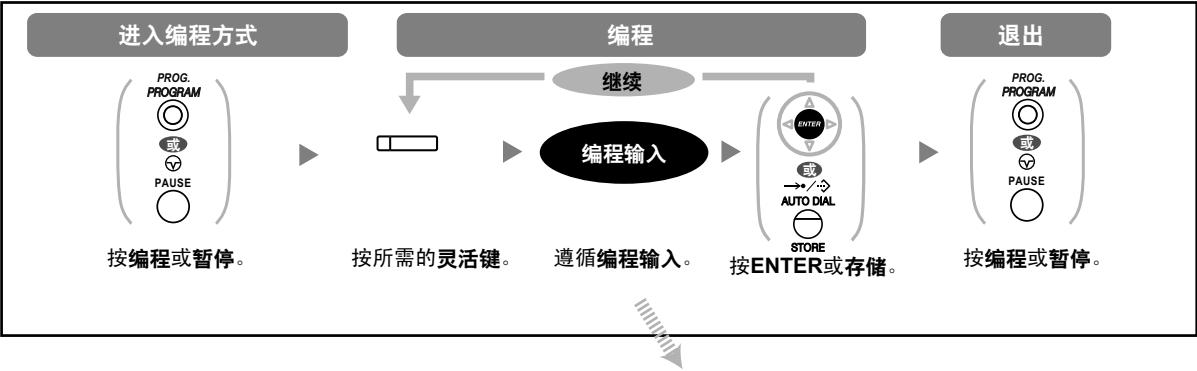 进入编程方式
编程
退出
继续
PROG.
PROGRAM
或
PAUSE
按编程或暂停。
按所需的灵活键。
编程输入
遵循编程输入。
ENTER
或
AUTO DIAL
STORE
按ENTER或存储。
PROG.
PROGRAM
或
PAUSE
按编程或暂停。